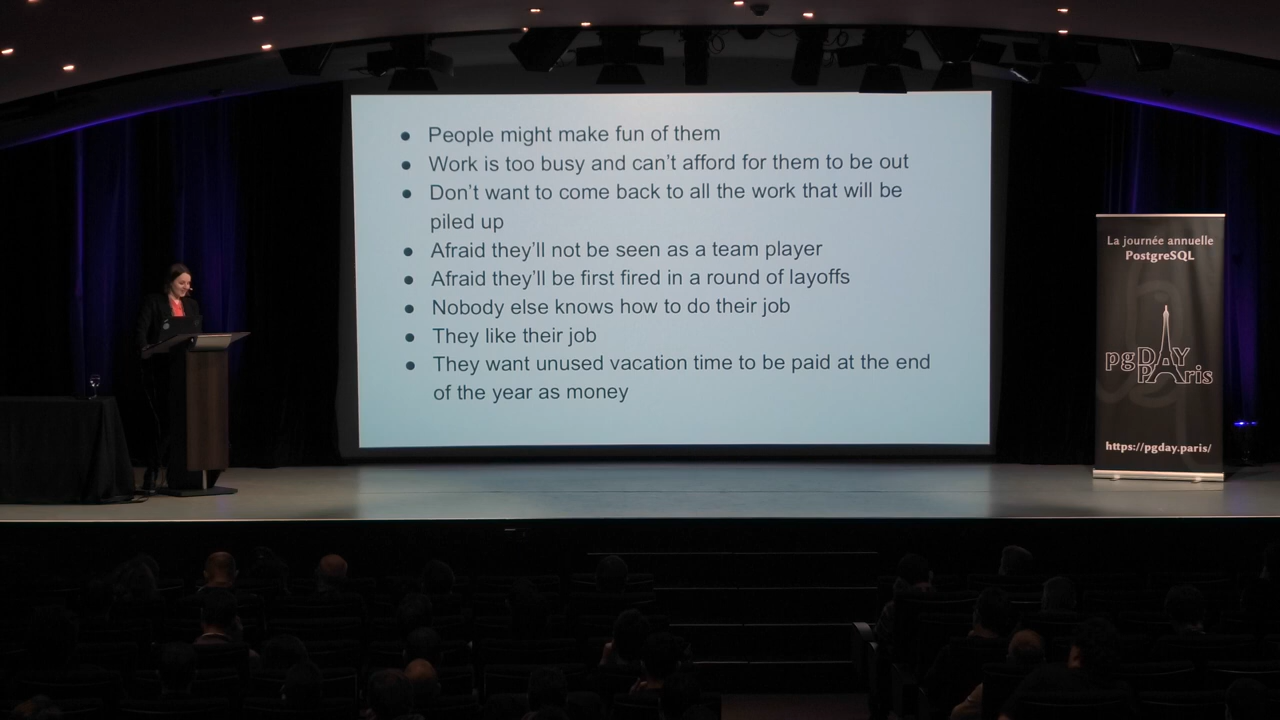 People might make fun of them
Work is too busy and can’t afford for them to be out
Don’t want to come back to all the work that will be
piled up
Afraid they’ll not be seen as a team player
Afraid they’ll be first fired in a round of layoffs
Nobody else knows how to do their job
They like their job
They want unused vacation time to be paid at the end
of the year as money
La journée annuelle
PostgreSQL
pgDAY
PAris
https://pgday.paris/